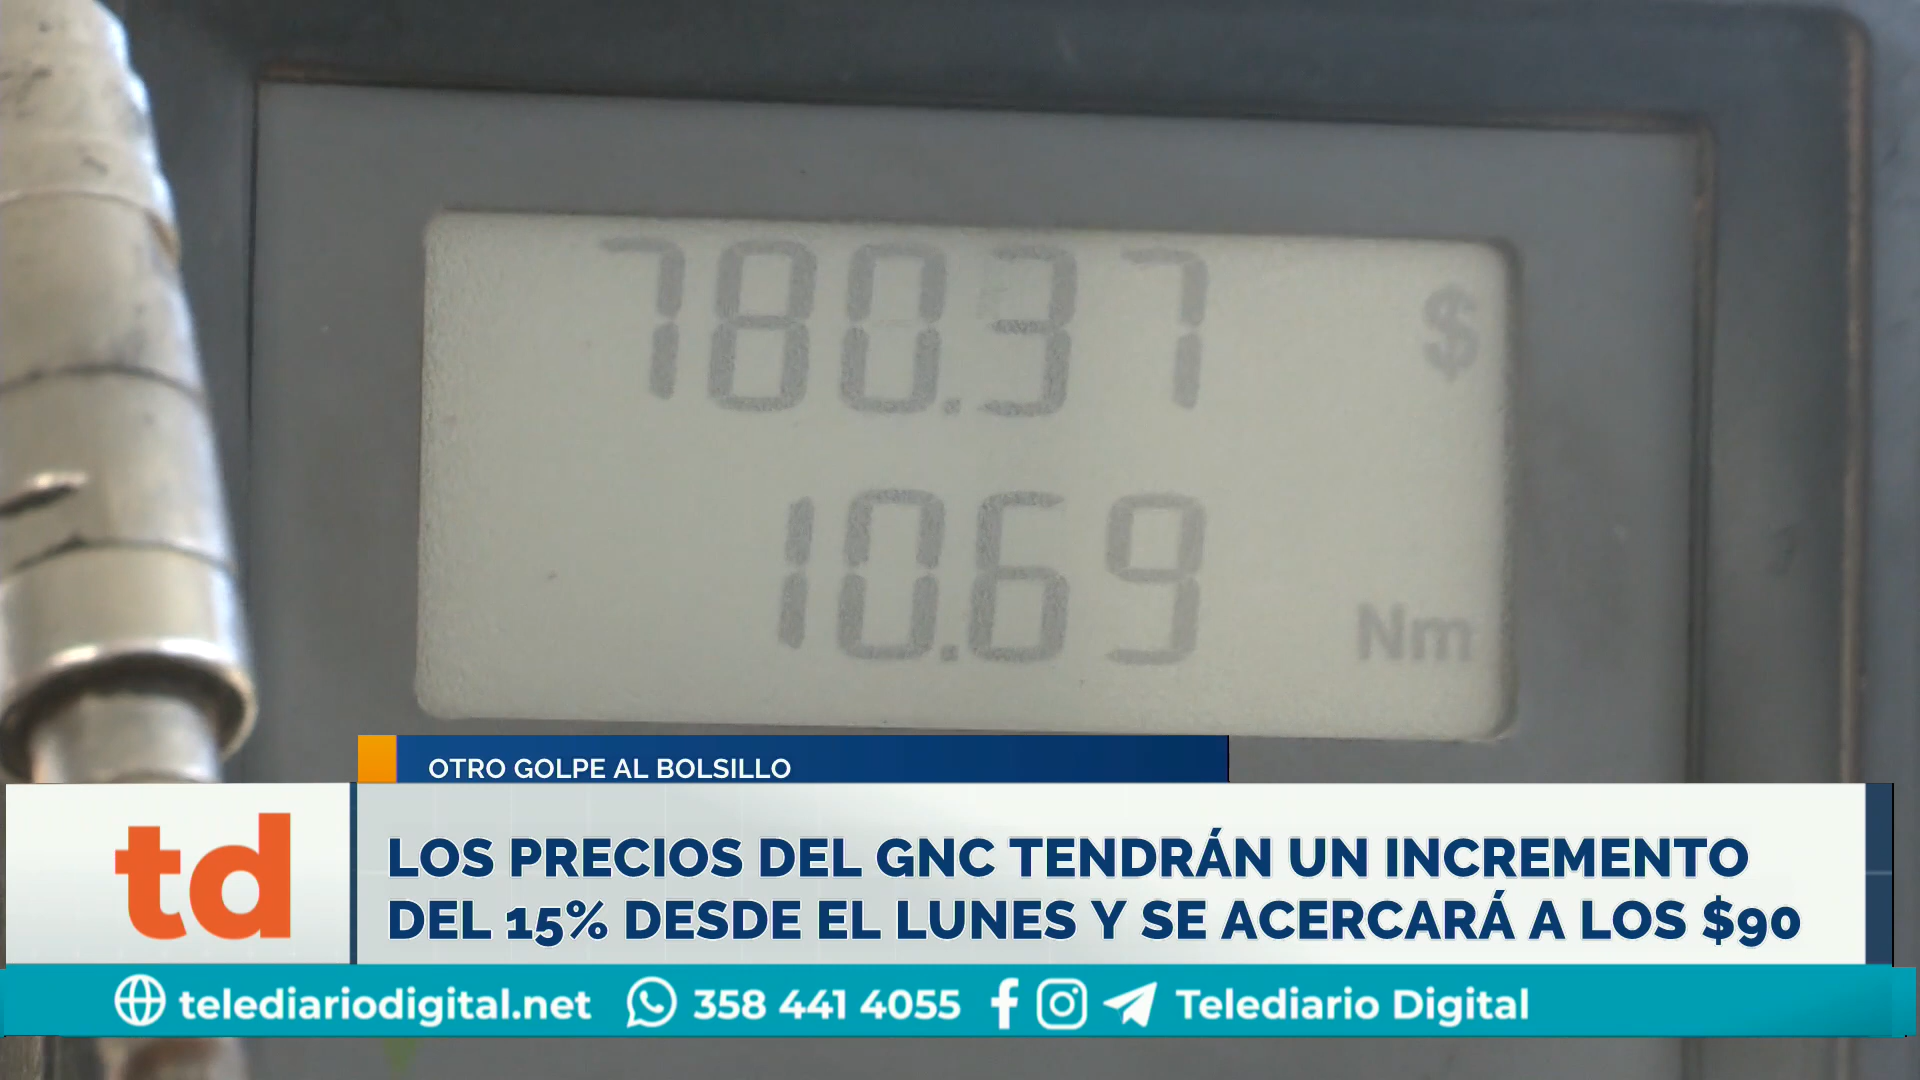 780.37 $
10.69 Nm
OTRO GOLPE AL BOLSILLO
td
LOS PRECIOS DEL GNC TENDRÁN UN INCREMENTO
DEL 15% DESDE EL LUNES Y SE ACERCARÁ A LOS $90
telediariodigital.net 358 441 4055 Telediario Digital